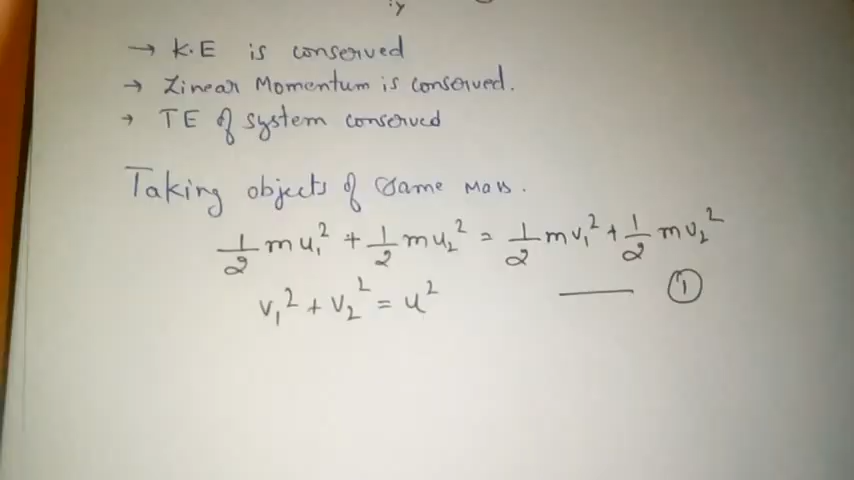 → K.E is conserved
→ Linear Momentum is conserved.
→ TE of system conserved
Taking objects of same mass.
1/2 mu₁² + 1/2 mu₂² = 1/2 mv₁² + 1/2 mv₂²
v₁² + v₂² = u² —— ①